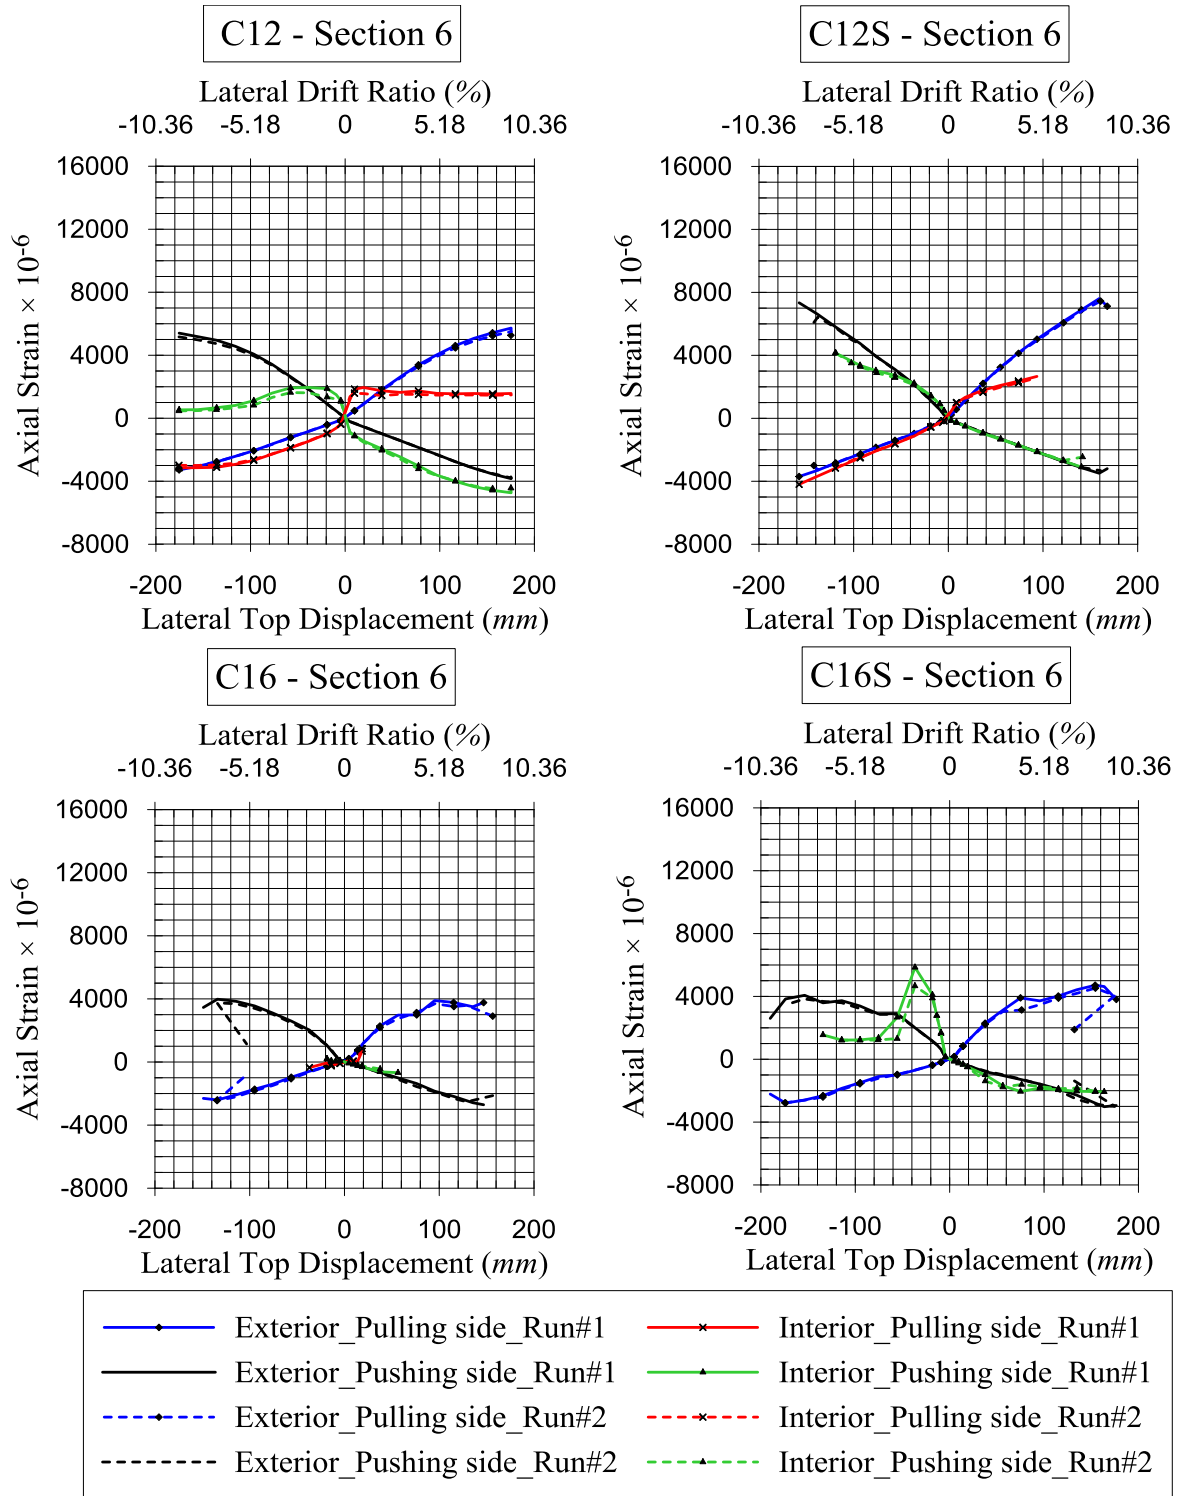 C12 - Section 6
Lateral Drift Ratio (%)
-10.36 -5.18 0 5.18 10.36
16000
12000
8000
4000
0
-4000
-8000
Axial Strain × 10-6
-200 -100 0 100 200
Lateral Top Displacement (mm)
C12S - Section 6
Lateral Drift Ratio (%)
-10.36 -5.18 0 5.18 10.36
16000
12000
8000
4000
0
-4000
-8000
Axial Strain × 10-6
-200 -100 0 100 200
Lateral Top Displacement (mm)
C16 - Section 6
Lateral Drift Ratio (%)
-10.36 -5.18 0 5.18 10.36
16000
12000
8000
4000
0
-4000
-8000
Axial Strain × 10-6
-200 -100 0 100 200
Lateral Top Displacement (mm)
C16S - Section 6
Lateral Drift Ratio (%)
-10.36 -5.18 0 5.18 10.36
16000
12000
8000
4000
0
-4000
-8000
Axial Strain × 10-6
-200 -100 0 100 200
Lateral Top Displacement (mm)
Exterior_Pulling side_Run#1
Exterior_Pushing side_Run#1
Exterior_Pulling side_Run#2
Exterior_Pushing side_Run#2
Interior_Pulling side_Run#1
Interior_Pushing side_Run#1
Interior_Pulling side_Run#2
Interior_Pushing side_Run#2